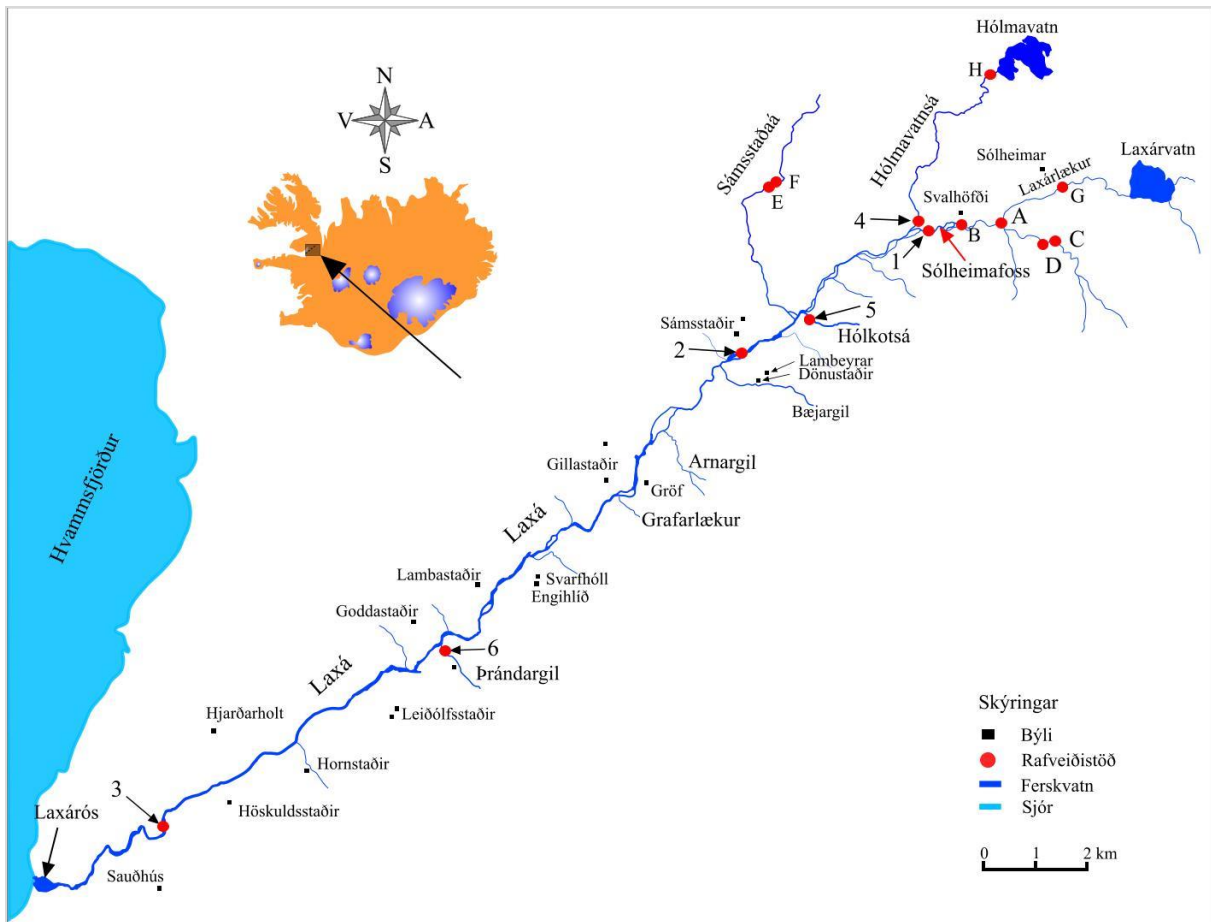 Hólmavatn
H
N
V
A
S
Sámsstaðaá
Hólmavatnsá
F
E
Sólheimar
Laxárvatn
Laxárlækur
G
Svalhöfði
4
A
B
1
C
D
Sólheimafoss
5
Sámsstaðir
Hólkotsá
2
Lambeyrar
Dönustaðir
Bæjargil
Hvammsfjörður
Arnargil
Gillastaðir
Gröf
Grafarlækur
Laxá
Svarfhóll
Lambastaðir
Engihlíð
Goddastaðir
6
Þrándargil
Laxá
Leiðólfsstaðir
Hjarðarholt
Hornstaðir
3
Höskuldsstaðir
Laxárós
Sauðhús
Skýringar
Býli
Rafveiðistöð
Ferskvatn
Sjór
0 1 2 km